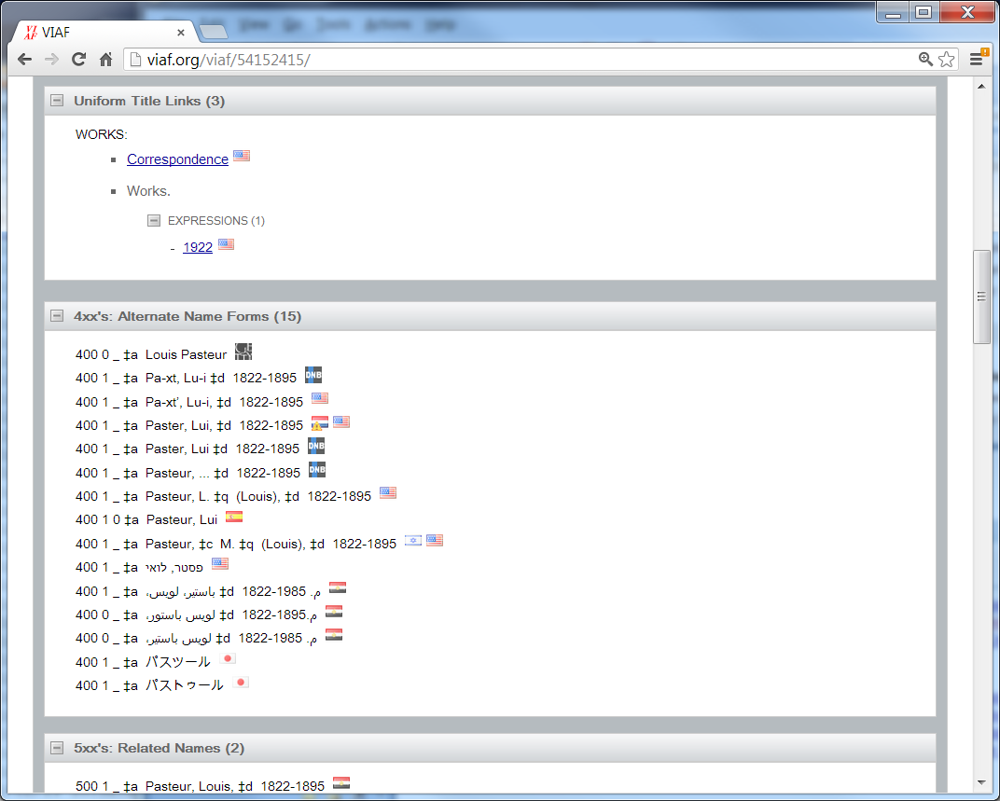 VIAF
viaf.org/viaf/54152415/
Uniform Title Links (3)
WORKS:
Correspondence
Works.
EXPRESSIONS (1)
- 1922
4xx's: Alternate Name Forms (15)
400 0 _ ‡a Louis Pasteur
400 1 _ ‡a Pa-xt, Lu-i ‡d 1822-1895 DNB
400 1 _ ‡a Pa-xt’, Lu-i, ‡d 1822-1895
400 1 _ ‡a Paster, Lui, ‡d 1822-1895
400 1 _ ‡a Paster, Lui ‡d 1822-1895 DNB
400 1 _ ‡a Pasteur, ... ‡d 1822-1895 DNB
400 1 _ ‡a Pasteur, L. ‡q (Louis), ‡d 1822-1895
400 1 0 ‡a Pasteur, Lui
400 1 _ ‡a Pasteur, ‡c M. ‡q (Louis), ‡d 1822-1895
400 1 _ ‡a פסטר, לואי
400 1 _ ‡a باستير، لويس، ‡d 1822-1985 م.
400 0 _ ‡a لويس باستور، ‡d 1822-1895م.
400 0 _ ‡a لويس باستير، ‡d 1822-1985 م.
400 1 _ ‡a パスツール
400 1 _ ‡a パストゥール
5xx's: Related Names (2)
500 1 _ ‡a Pasteur, Louis, ‡d 1822-1895